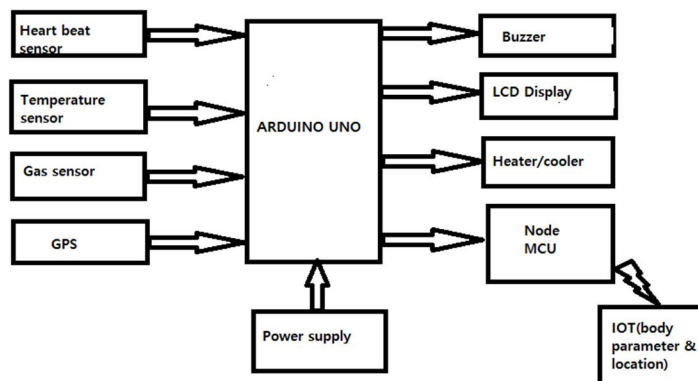 Heart beat
sensor
Temperature
sensor
Gas sensor
GPS
ARDUINO UNO
Power supply
Buzzer
LCD Display
Heater/cooler
Node
MCU
IOT(body
parameter &
location)